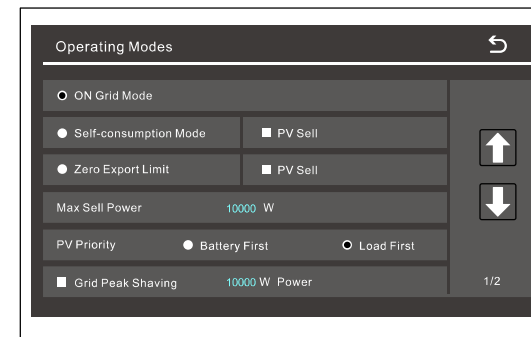 Operating Modes
ON Grid Mode
Self-consumption Mode PV Sell
Zero Export Limit PV Sell
Max Sell Power 10000 W
PV Priority Battery First Load First
Grid Peak Shaving 10000 W Power
1/2